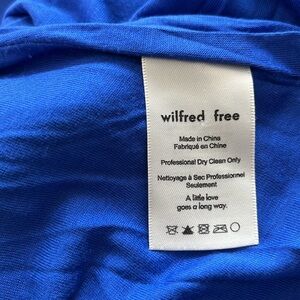 wilfred free
Made in China
Fabriqué en Chine
Professional Dry Clean Only
Nettoyage à Sec Professionnel
Seulement
A little love
goes a long way.